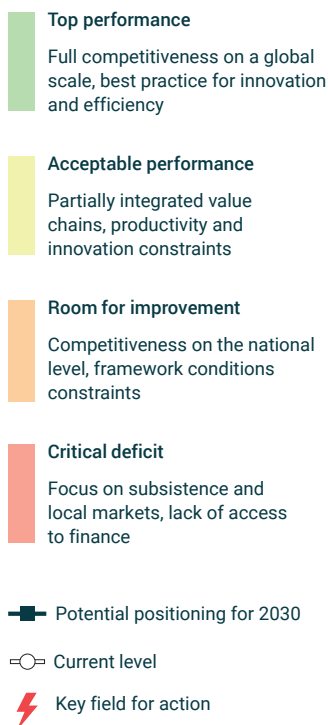 Top performance
Full competitiveness on a global
scale, best practice for innovation
and efficiency
Acceptable performance
Partially integrated value
chains, productivity and
innovation constraints
Room for improvement
Competitiveness on the national
level, framework conditions
constraints
Critical deficit
Focus on subsistence and
local markets, lack of access
to finance
Potential positioning for 2030
Current level
Key field for action